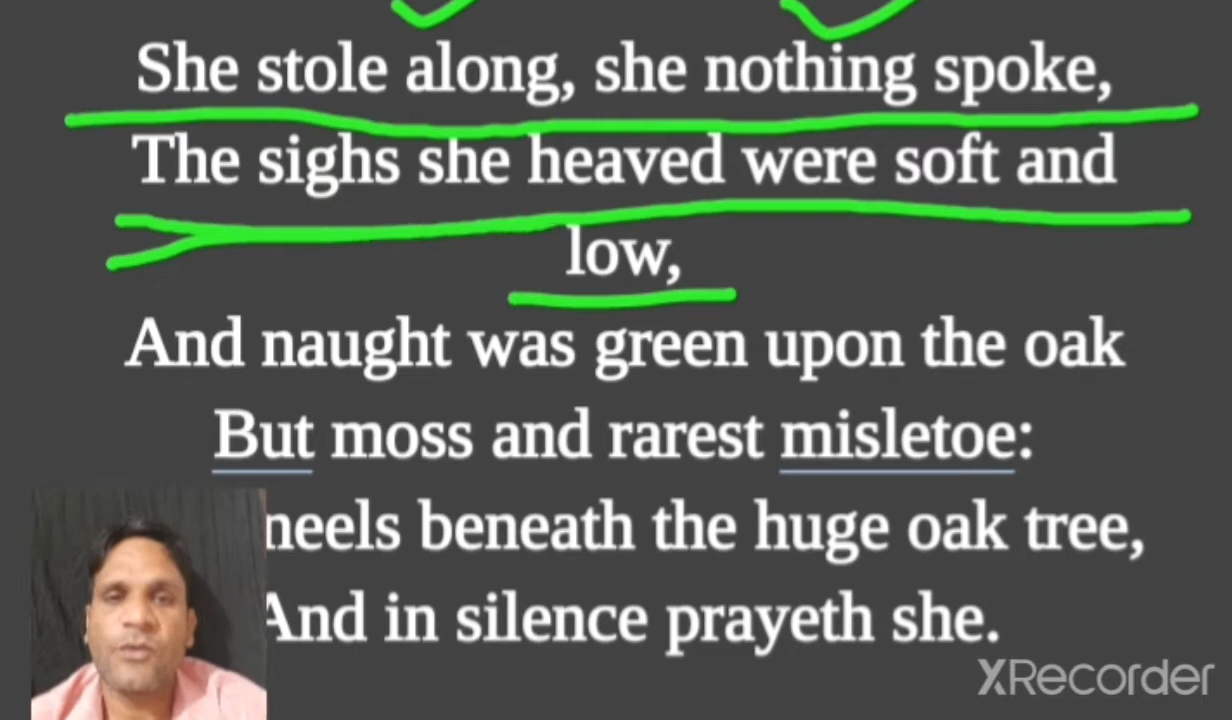 She stole along, she nothing spoke,
The sighs she heaved were soft and
low,
And naught was green upon the oak
But moss and rarest misletoe:
neels beneath the huge oak tree,
And in silence prayeth she.
XRecorder